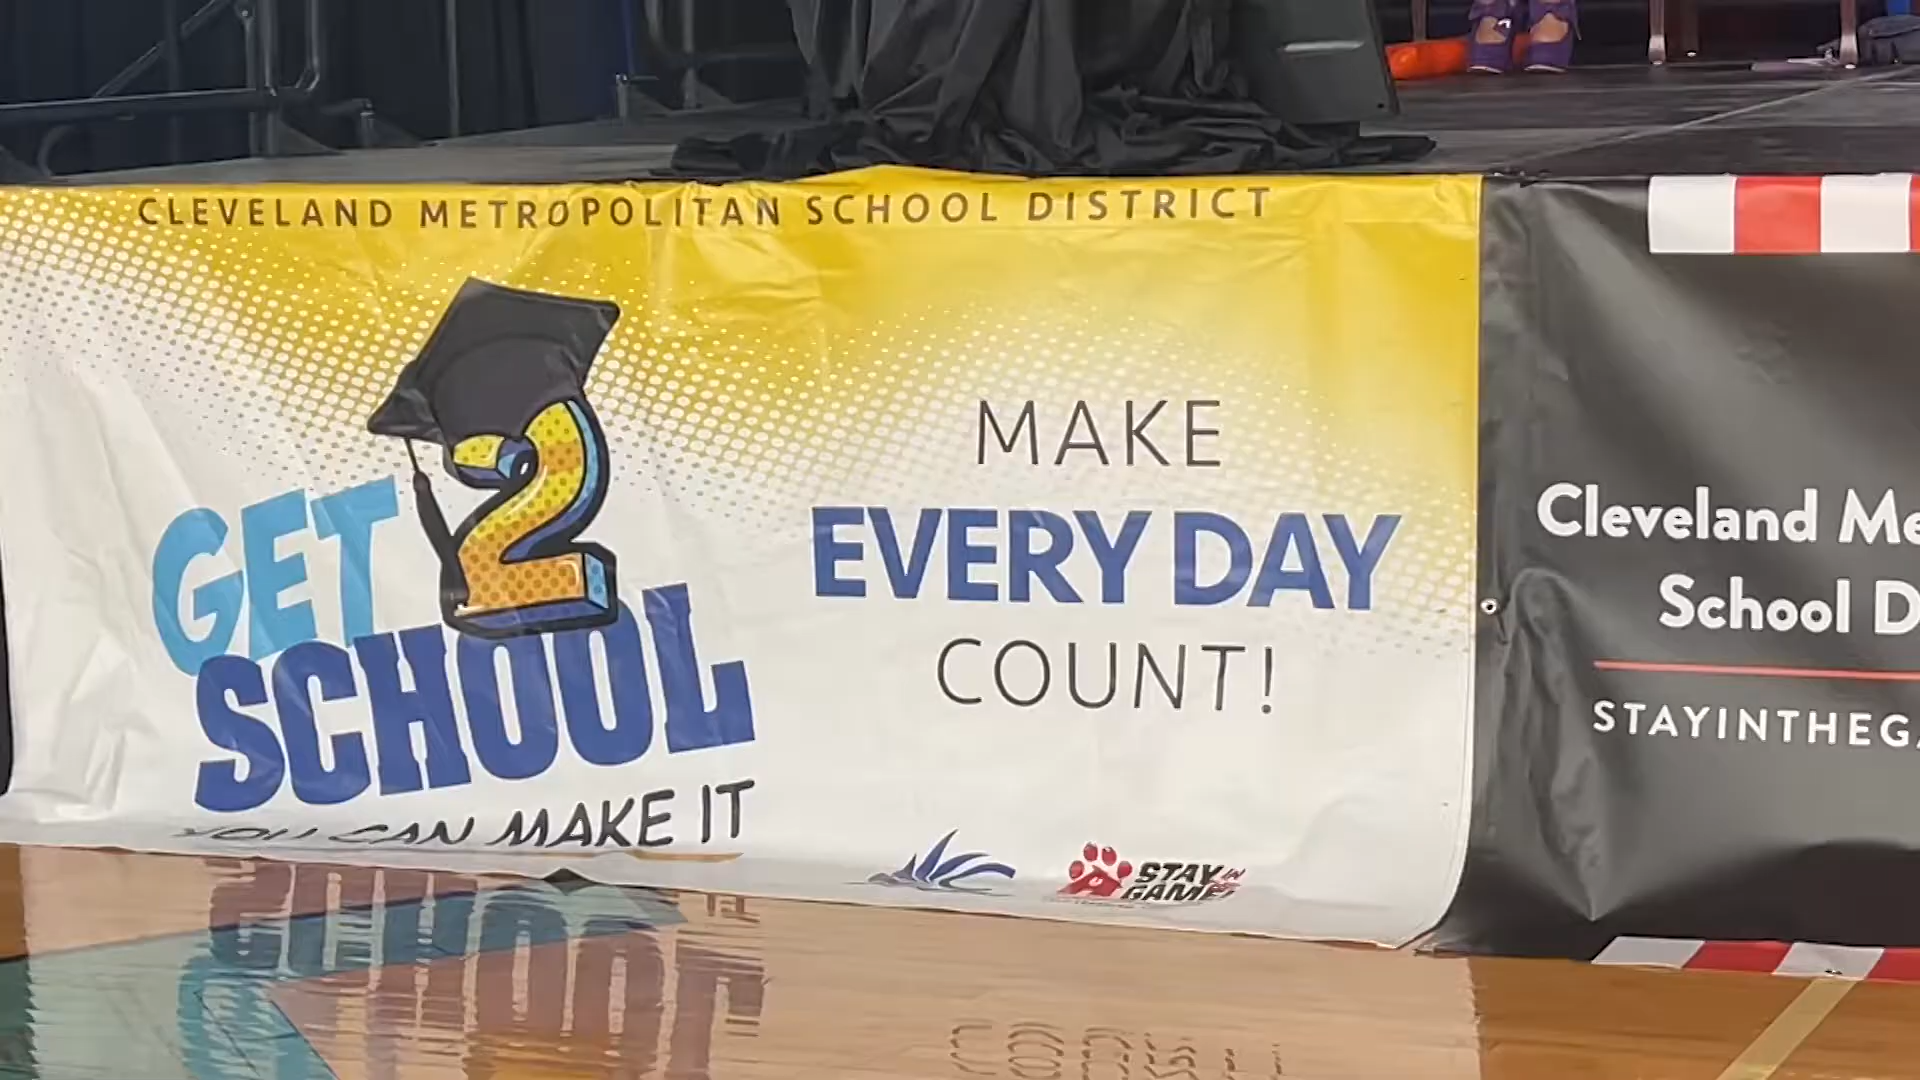 CLEVELAND METROPOLITAN SCHOOL DISTRICT
GET 2
SCHOOL
YOU CAN MAKE IT
MAKE
EVERY DAY
COUNT!
STAY IN
GAME!
Cleveland Me
School D
STAYINTHEGA